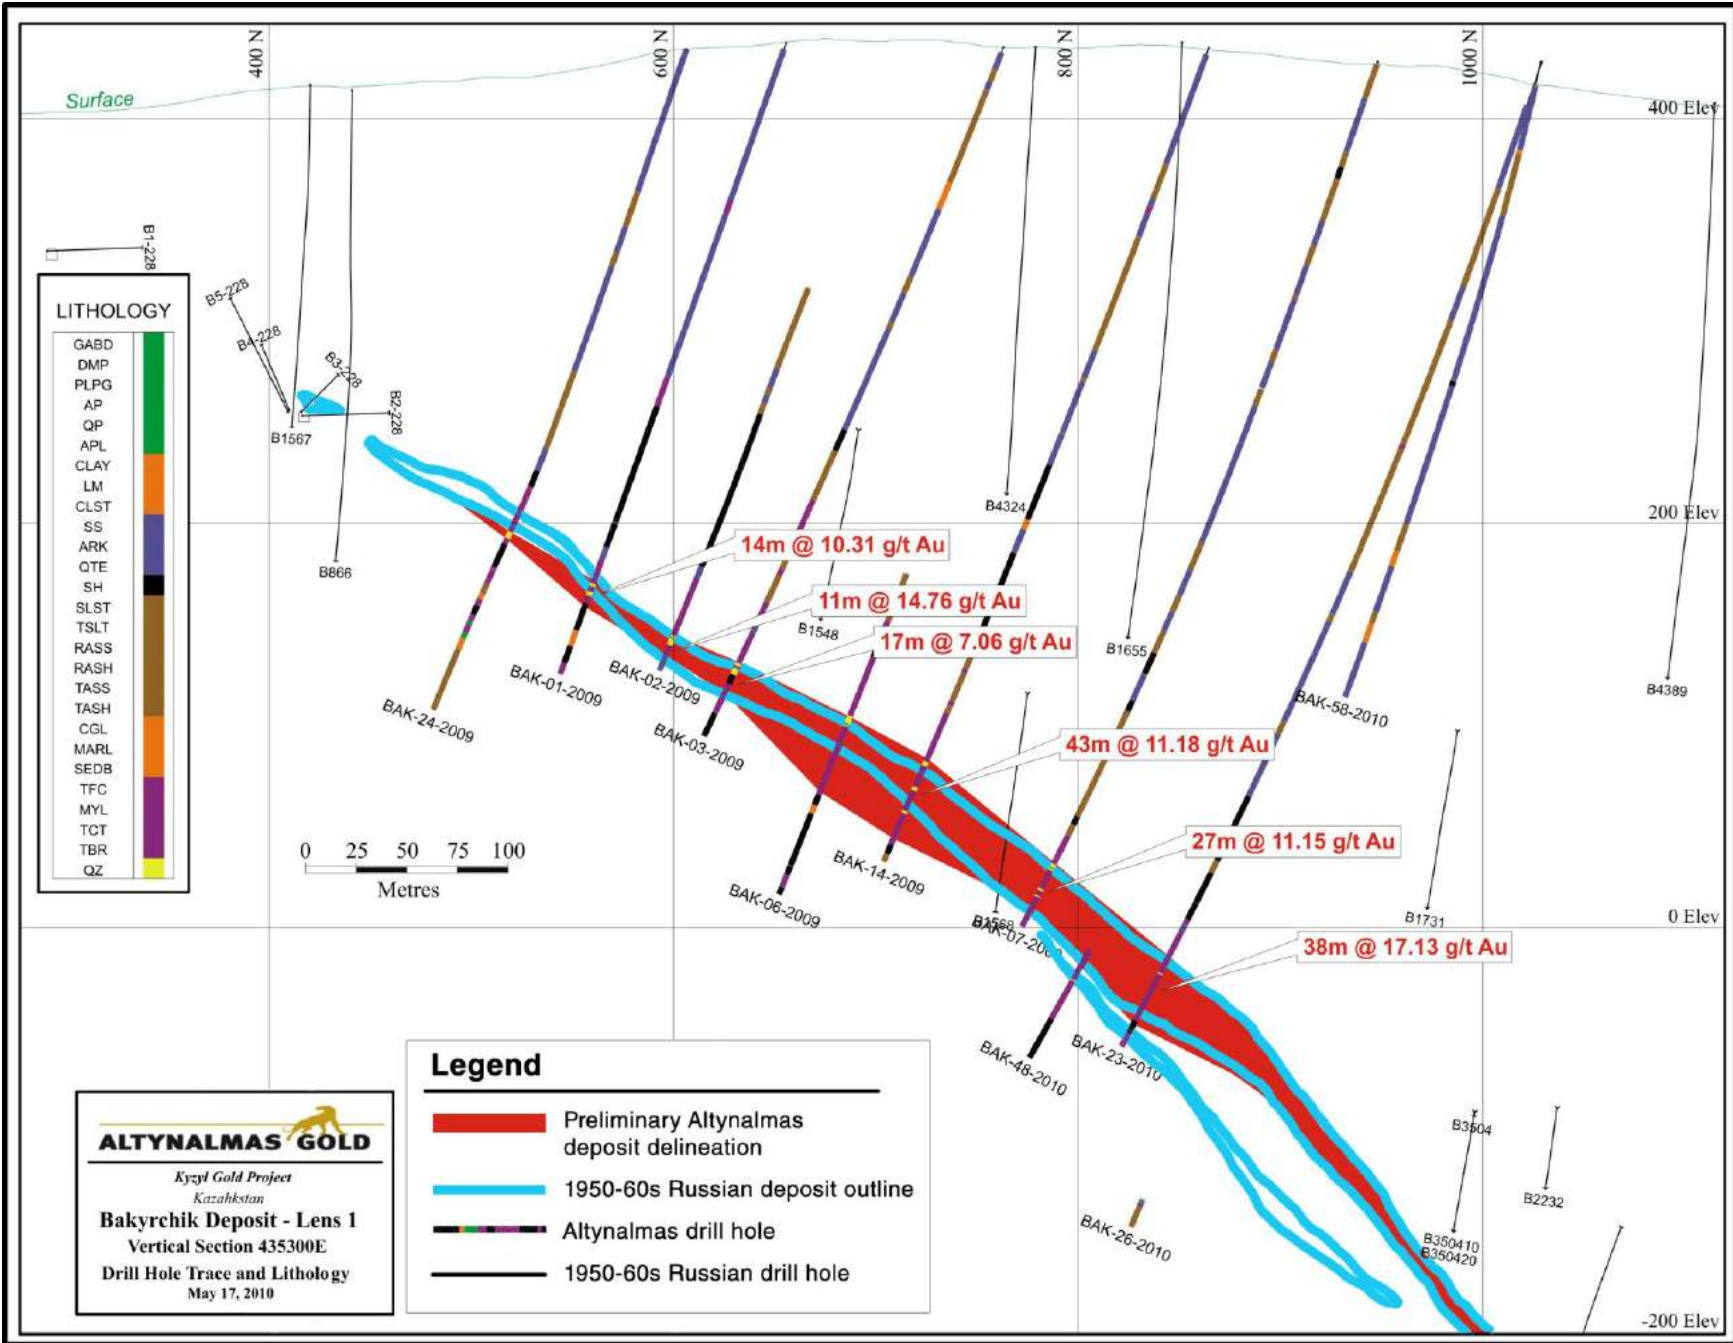 400 N
600 N
800 N
1000 N
Surface
400 Elev
200 Elev
0 Elev
-200 Elev
B1-228
B5-228
B4-228
B3-228
B2-228
B1567
B866
B4324
B1548
B1655
B4389
B1568
B1731
B3504
B2232
B350410
B350420
BAK-24-2009
BAK-01-2009
BAK-02-2009
BAK-03-2009
BAK-06-2009
BAK-14-2009
BAK-48-2010
BAK-23-2010
BAK-58-2010
BAK-26-2010
14m @ 10.31 g/t Au
11m @ 14.76 g/t Au
17m @ 7.06 g/t Au
43m @ 11.18 g/t Au
27m @ 11.15 g/t Au
38m @ 17.13 g/t Au
LITHOLOGY
GABD
DMP
PLPG
AP
QP
APL
CLAY
LM
CLST
SS
ARK
QTE
SH
SLST
TSLT
RASS
RASH
TASS
TASH
CGL
MARL
SEDB
TFC
MYL
TCT
TBR
QZ
0 25 50 75 100
Metres
Legend
Preliminary Altynalmas
deposit delineation
1950-60s Russian deposit outline
Altynalmas drill hole
1950-60s Russian drill hole
ALTYNALMAS GOLD
Kyzyl Gold Project
Kazahkstan
Bakyrchik Deposit - Lens 1
Vertical Section 435300E
Drill Hole Trace and Lithology
May 17, 2010